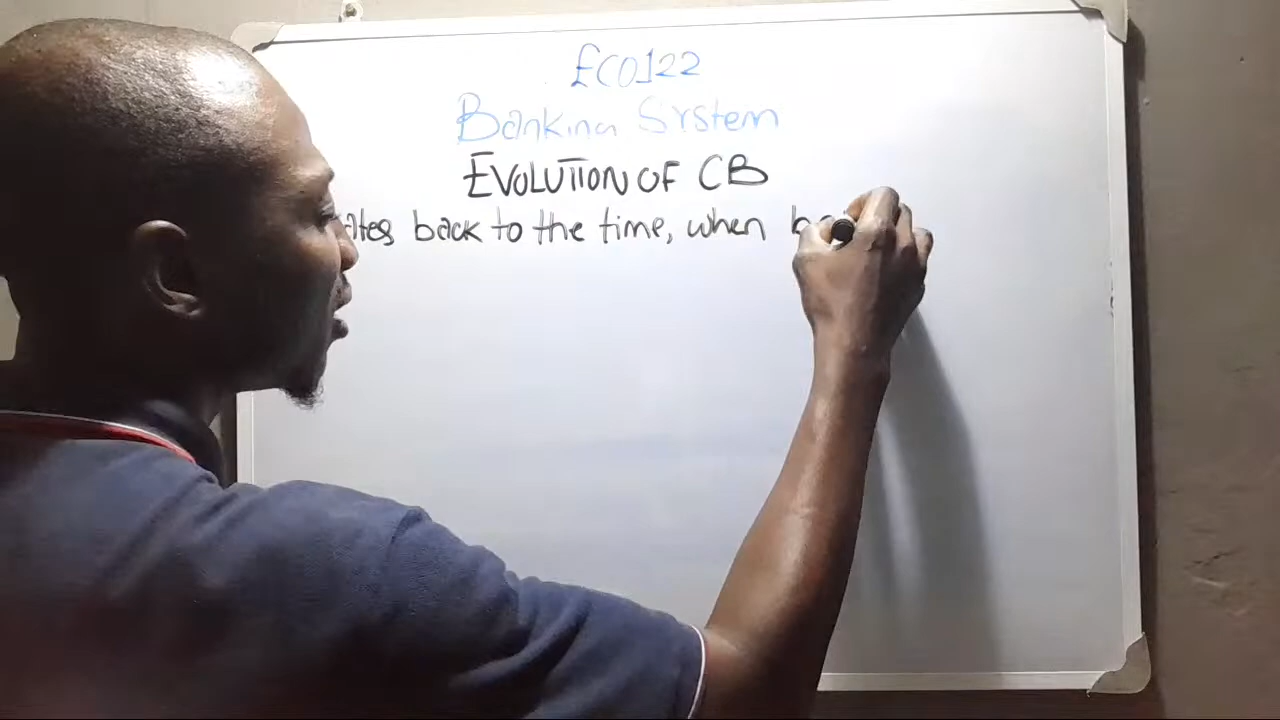 ECO122
Banking System
EVOLUTION OF CB
back to the time, when